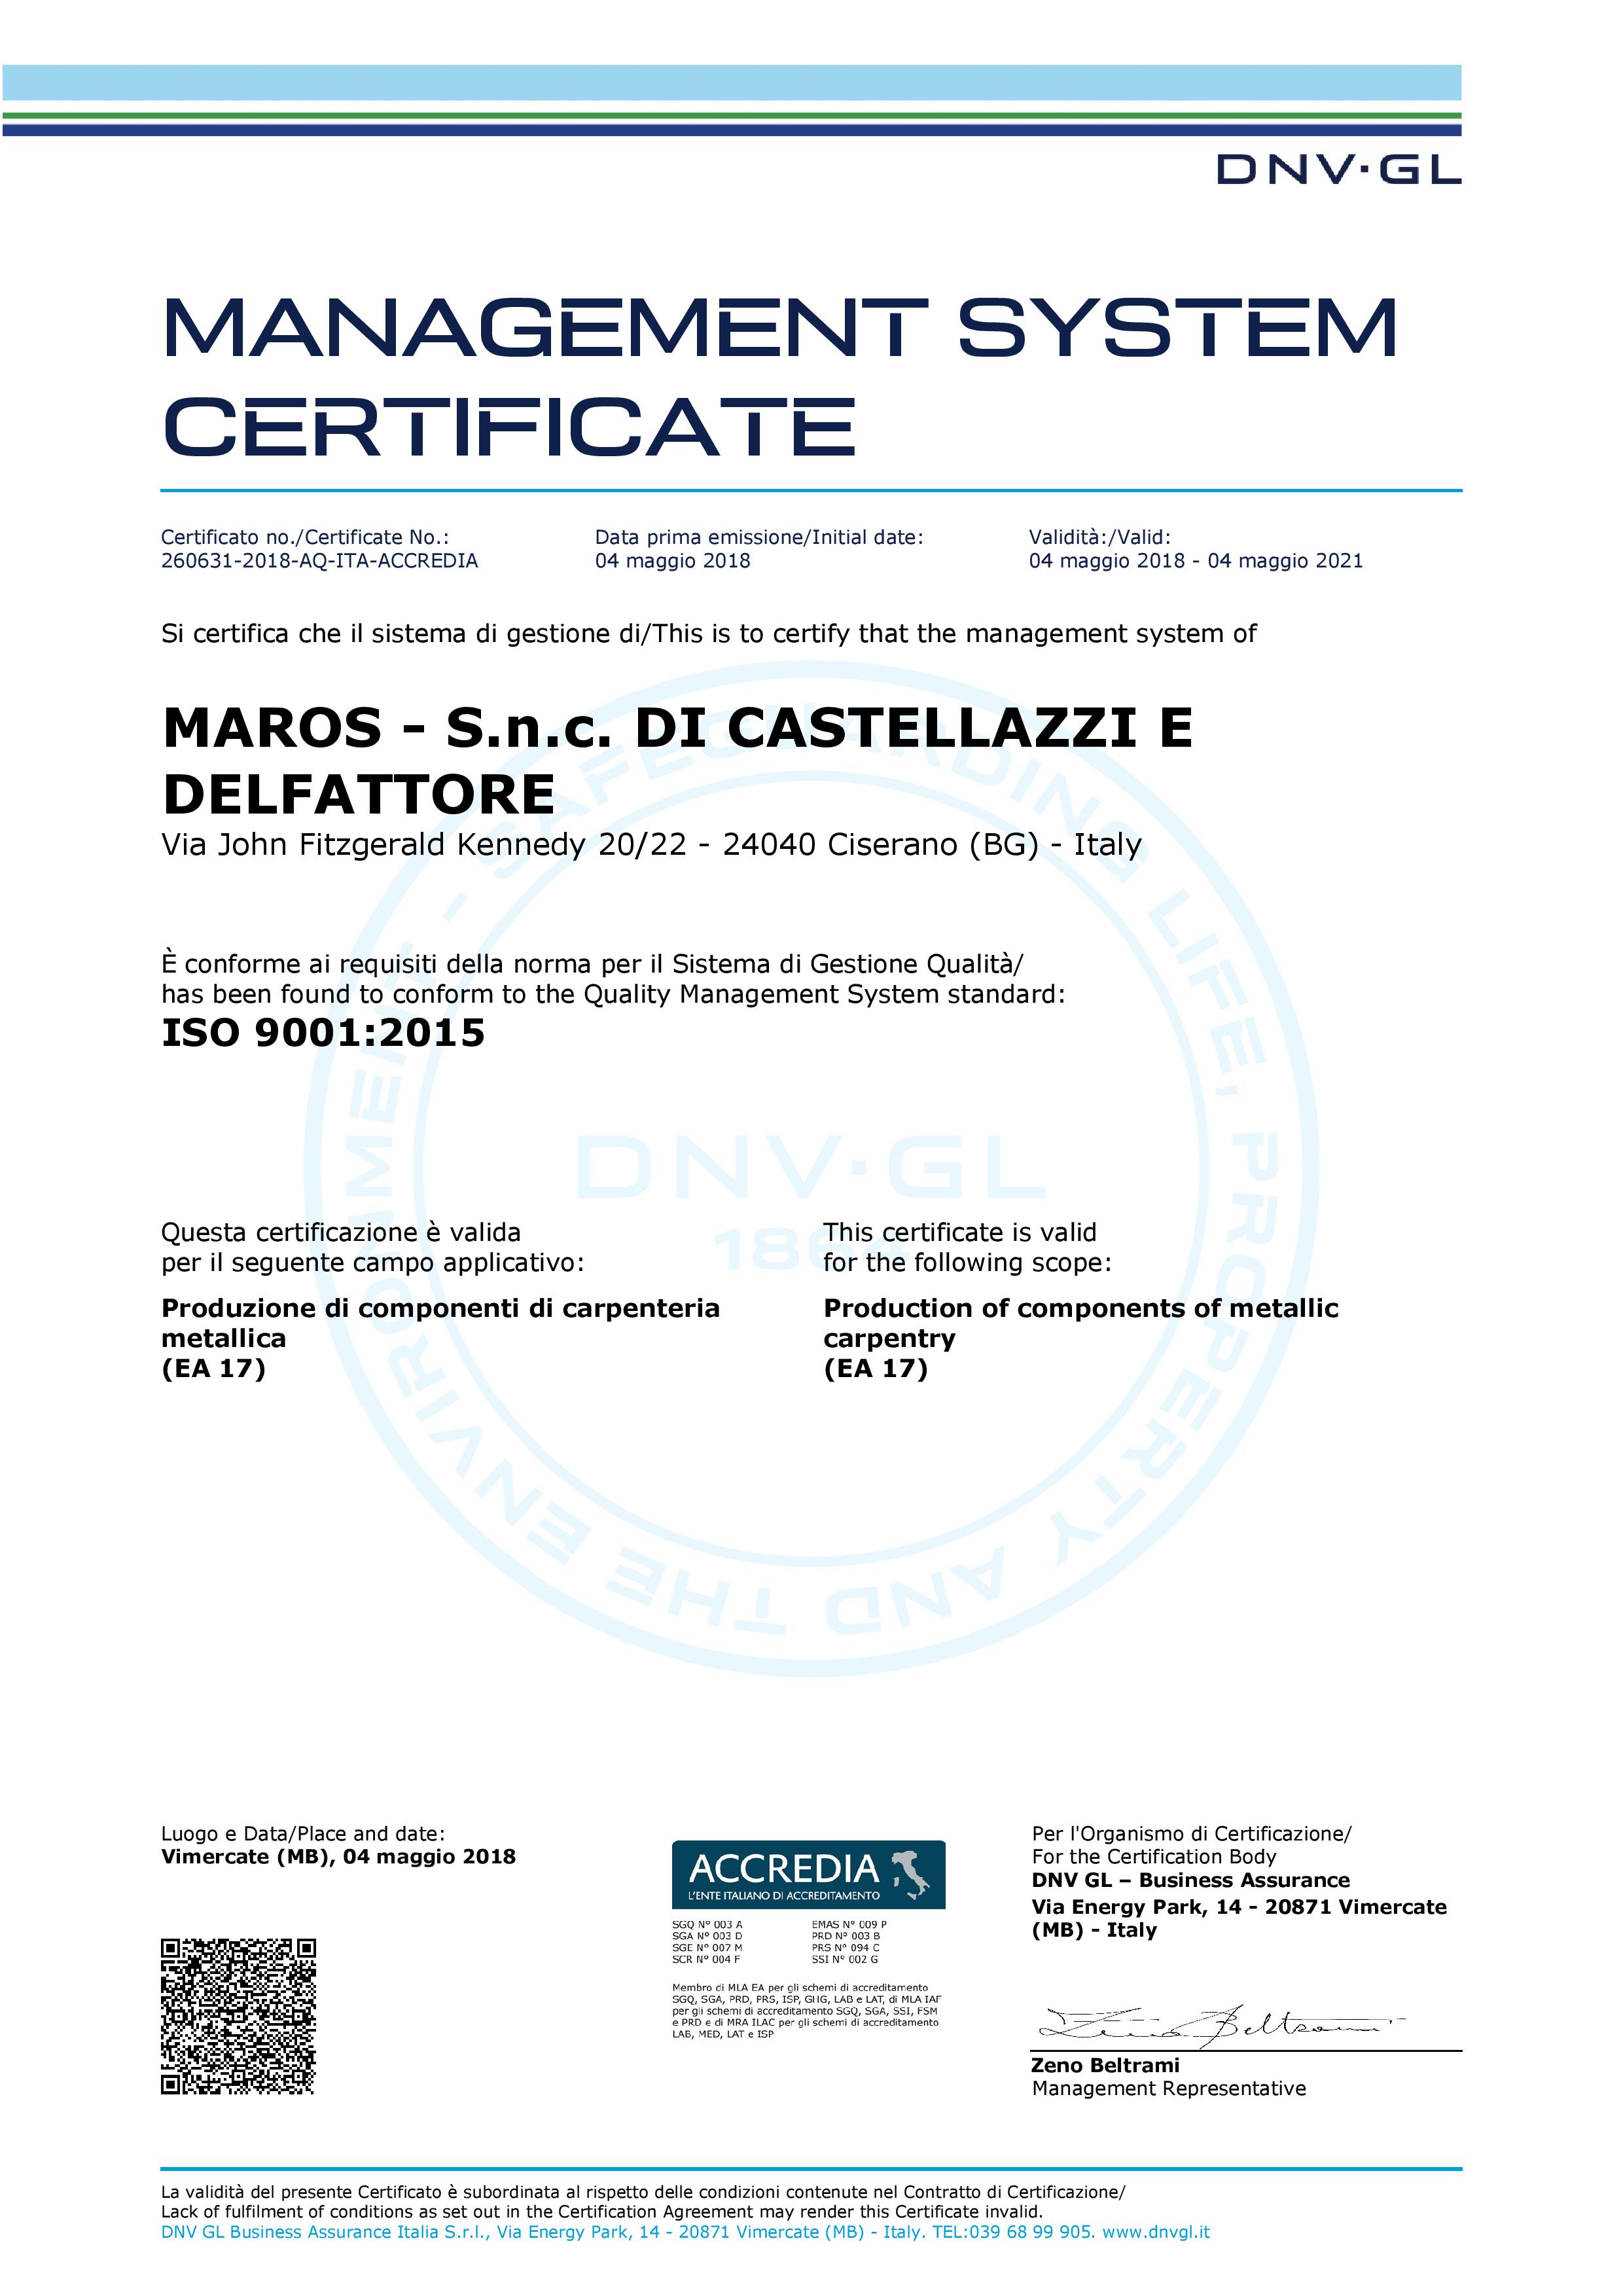 DNV·GL
MANAGEMENT SYSTEM
CERTIFICATE
Certificato no./Certificate No.:
260631-2018-AQ-ITA-ACCREDIA
Data prima emissione/Initial date:
04 maggio 2018
Validità:/Valid:
04 maggio 2018 - 04 maggio 2021
Si certifica che il sistema di gestione di/This is to certify that the management system of
MAROS - S.n.c. DI CASTELLAZZI E
DELFATTORE
Via John Fitzgerald Kennedy 20/22 - 24040 Ciserano (BG) - Italy
È conforme ai requisiti della norma per il Sistema di Gestione Qualità/
has been found to conform to the Quality Management System standard:
ISO 9001:2015
SAFEGUARDING LIFE, PROPERTY AND THE ENVIRONMENT -
DNV·GL
1864
Questa certificazione è valida
per il seguente campo applicativo:
Produzione di componenti di carpenteria
metallica
(EA 17)
This certificate is valid
for the following scope:
Production of components of metallic
carpentry
(EA 17)
Luogo e Data/Place and date:
Vimercate (MB), 04 maggio 2018
ACCREDIA
L'ENTE ITALIANO DI ACCREDITAMENTO
SGQ N° 003 A
SGA N° 003 D
SGE N° 007 M
SCR N° 004 F
EMAS N° 009 P
PRD N° 003 B
PRS N° 094 C
SSI N° 002 G
Membro di MLA EA per gli schemi di accreditamento
SGQ, SGA, PRD, PRS, ISP, GHG, LAB e LAT, di MLA IAF
per gli schemi di accreditamento SGQ, SGA, SSI, FSM
e PRD e di MRA ILAC per gli schemi di accreditamento
LAB, MED, LAT e ISP
Per l'Organismo di Certificazione/
For the Certification Body
DNV GL – Business Assurance
Via Energy Park, 14 - 20871 Vimercate
(MB) - Italy
Zeno Beltrami
Zeno Beltrami
Management Representative
La validità del presente Certificato è subordinata al rispetto delle condizioni contenute nel Contratto di Certificazione/
Lack of fulfilment of conditions as set out in the Certification Agreement may render this Certificate invalid.
DNV GL Business Assurance Italia S.r.l., Via Energy Park, 14 - 20871 Vimercate (MB) - Italy. TEL:039 68 99 905. www.dnvgl.it